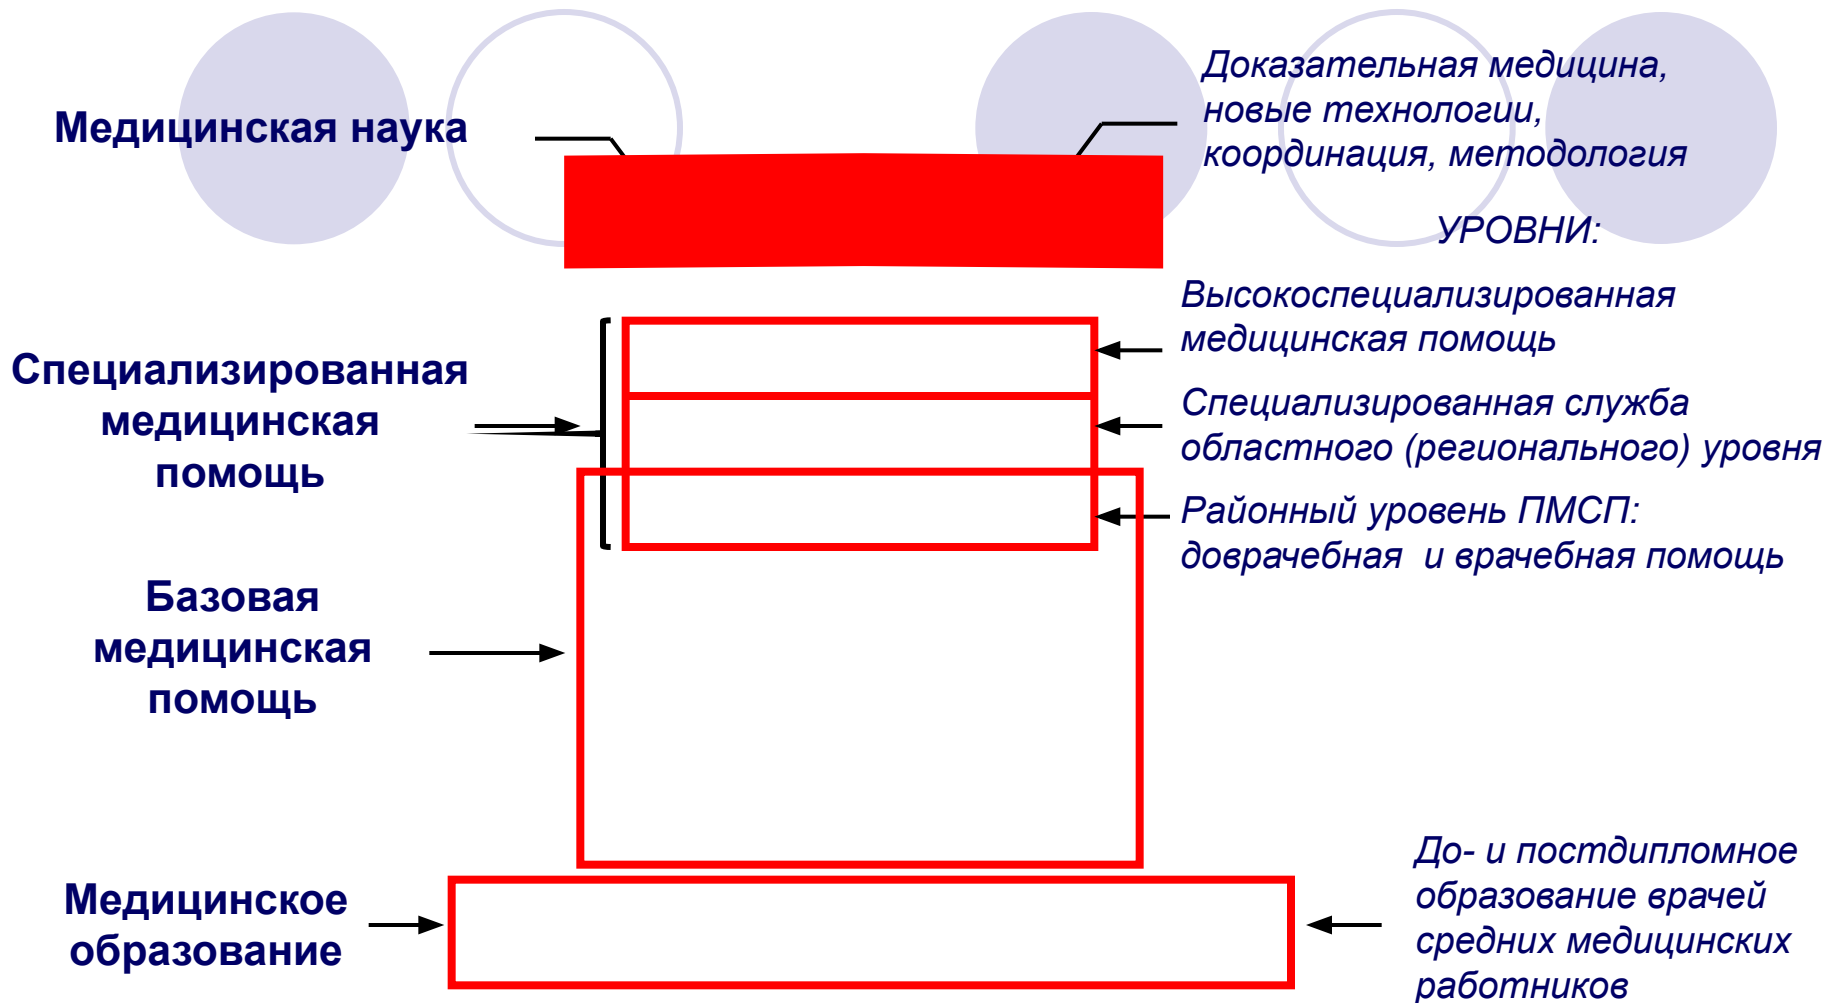 Медицинская наука
Доказательная медицина,
новые технологии,
координация, методология
УРОВНИ:
Высокоспециализированная
медицинская помощь
Специализированная
медицинская
помощь
Специализированная служба
областного (регионального) уровня
Районный уровень ПМСП:
доврачебная и врачебная помощь
Базовая
медицинская
помощь
Медицинское
образование
До- и постдипломное
образование врачей
средних медицинских
работников